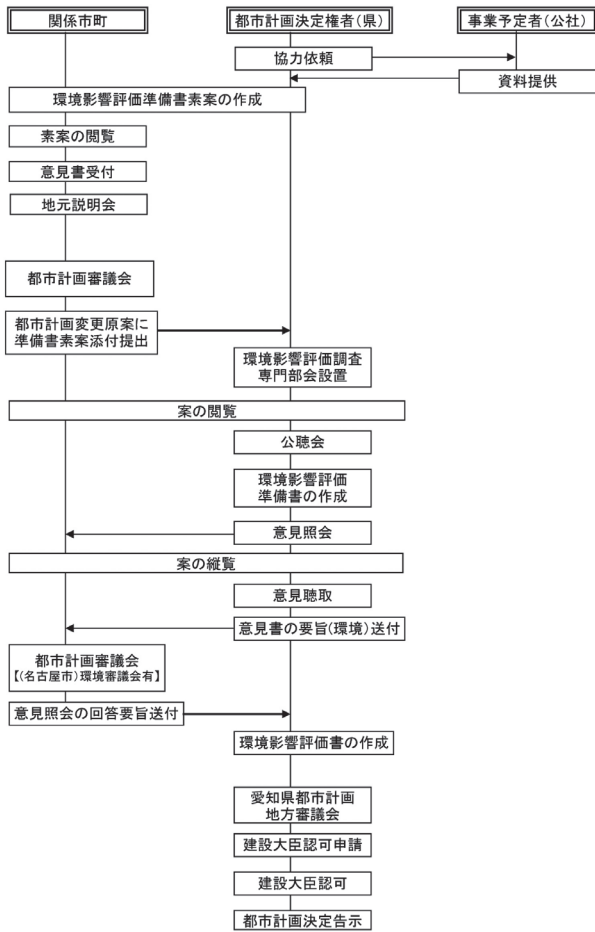 関係市町
都市計画決定権者(県)
事業予定者(公社)
協力依頼
資料提供
環境影響評価準備書素案の作成
素案の閲覧
意見書受付
地元説明会
都市計画審議会
都市計画変更原案に
準備書素案添付提出
環境影響評価調査
専門部会設置
案の閲覧
公聴会
環境影響評価
準備書の作成
意見照会
案の縦覧
意見聴取
意見書の要旨(環境)送付
都市計画審議会
【(名古屋市)環境審議会有】
意見照会の回答要旨送付
環境影響評価書の作成
愛知県都市計画
地方審議会
建設大臣認可申請
建設大臣認可
都市計画決定告示